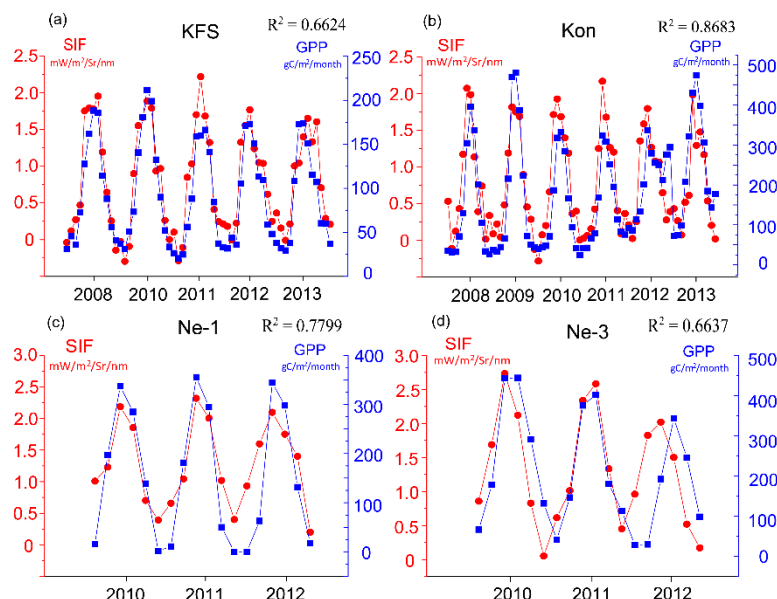 (a) KFS R² = 0.6624
SIF
mW/m²/Sr/nm
GPP
gC/m²/month
2.5
2.0
1.5
1.0
0.5
0
250
200
150
100
50
0
2008 2010 2011 2012 2013
(b) Kon R² = 0.8683
SIF
mW/m²/Sr/nm
GPP
gC/m²/month
2.5
2.0
1.5
1.0
0.5
0
500
400
300
200
100
0
2008 2009 2010 2011 2012 2013
(c) Ne-1 R² = 0.7799
SIF
mW/m²/Sr/nm
GPP
gC/m²/month
3.0
2.5
2.0
1.5
1.0
0.5
0.0
400
300
200
100
0
2010 2011 2012
(d) Ne-3 R² = 0.6637
SIF
mW/m²/Sr/nm
GPP
gC/m²/month
3.0
2.5
2.0
1.5
1.0
0.5
0.0
500
400
300
200
100
0
2010 2011 2012